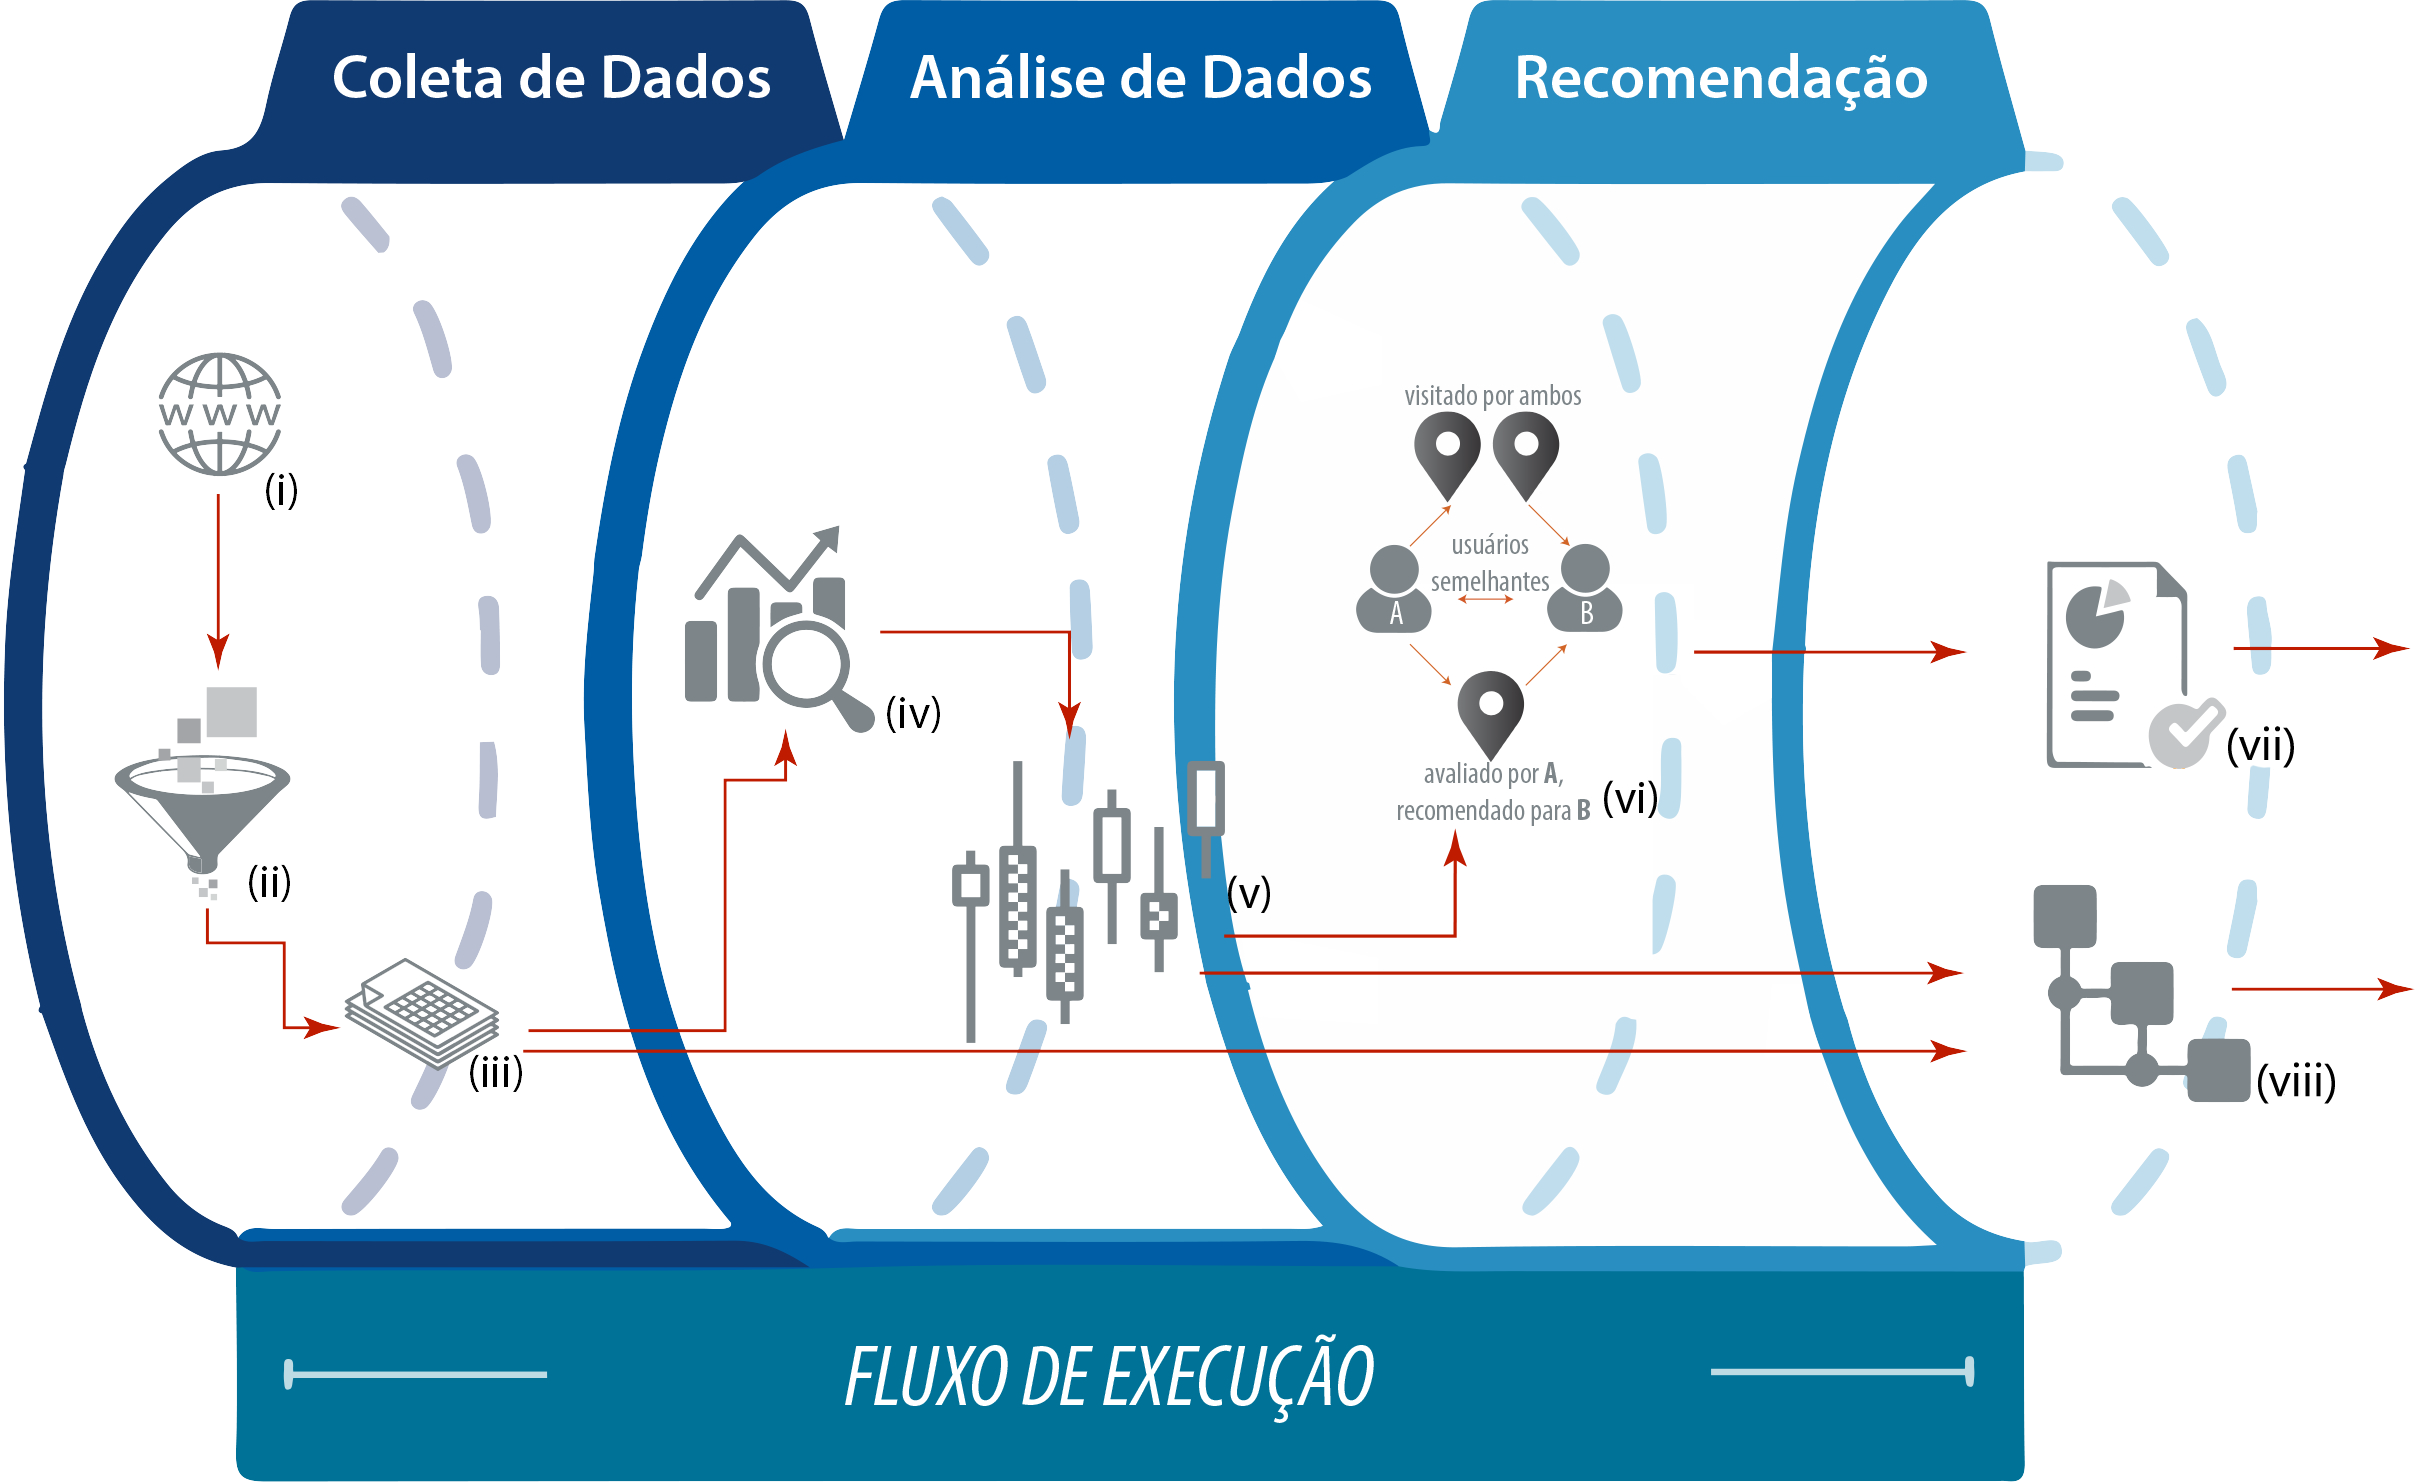 Coleta de Dados
Análise de Dados
Recomendação
WWW
(i)
(ii)
(iii)
(iv)
(v)
visitado por ambos
usuários
semelhantes
A
B
avaliado por A,
recomendado para B
(vi)
(vii)
(viii)
FLUXO DE EXECUÇÃO